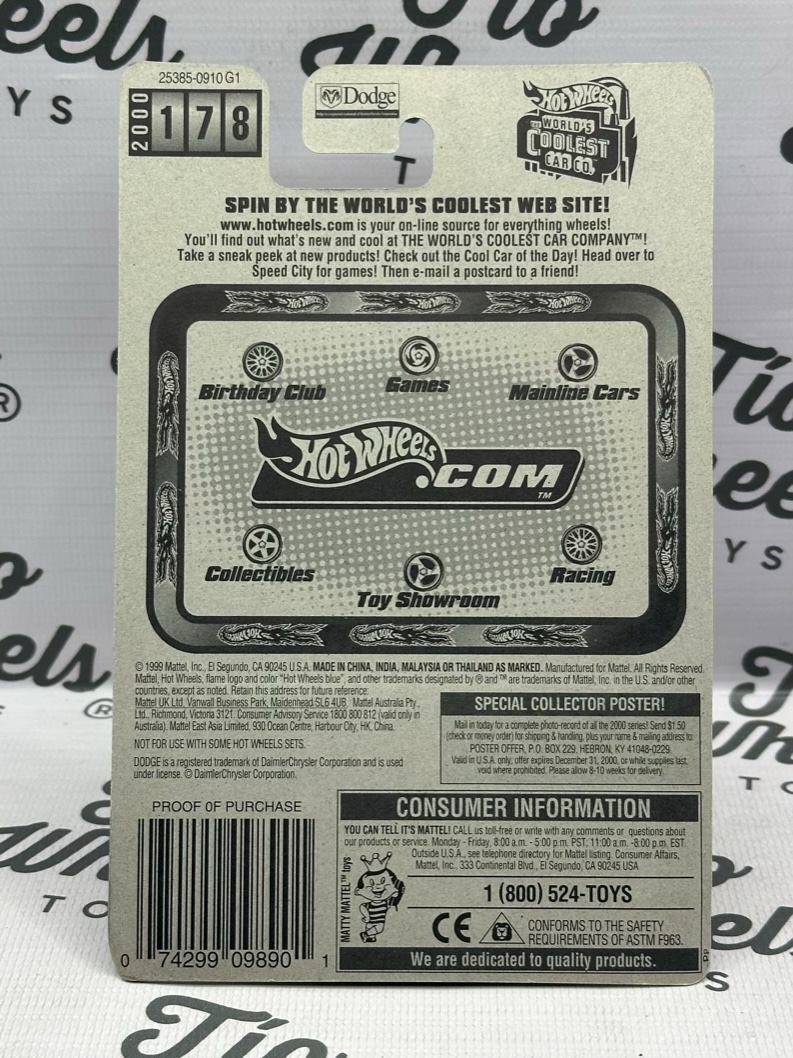 25385-0910 G1
2000
178
Dodge
Hot Wheels
THE WORLD'S
COOLEST
CAR CO.
SPIN BY THE WORLD'S COOLEST WEB SITE!
www.hotwheels.com is your on-line source for everything wheels!
You'll find out what's new and cool at THE WORLD'S COOLEST CAR COMPANY™!
Take a sneak peek at new products! Check out the Cool Car of the Day! Head over to
Speed City for games! Then e-mail a postcard to a friend!
Birthday Club
Games
Mainline Cars
Hot Wheels
.COM
TM
Collectibles
Toy Showroom
Racing
© 1999 Mattel, Inc., El Segundo, CA 90245 U.S.A. MADE IN CHINA, INDIA, MALAYSIA OR THAILAND AS MARKED. Manufactured for Mattel. All Rights Reserved.
Mattel, Hot Wheels, flame logo and color "Hot Wheels blue", and other trademarks designated by ® and ™ are trademarks of Mattel, Inc. in the U.S. and/or other
countries, except as noted. Retain this address for future reference:
Mattel UK Ltd, Vanwall Business Park, Maidenhead SL6 4UB. Mattel Australia Pty.,
Ltd., Richmond, Victoria 3121. Consumer Advisory Service 1800 800 812 (valid only in
Australia). Mattel East Asia Limited, 930 Ocean Centre, Harbour City, HK, China.
NOT FOR USE WITH SOME HOT WHEELS SETS.
DODGE is a registered trademark of DaimlerChrysler Corporation and is used
under license. © DaimlerChrysler Corporation.
SPECIAL COLLECTOR POSTER!
Mail in today for a complete photo-record of all the 2000 series! Send $1.50
(check or money order) for shipping & handling, plus your name & mailing address to:
POSTER OFFER, P.O. BOX 229, HEBRON, KY 41048-0229.
Valid in U.S.A. only, offer expires December 31, 2000, or while supplies last,
void where prohibited. Please allow 8-10 weeks for delivery.
PROOF OF PURCHASE
0 74299 09890 1
CONSUMER INFORMATION
YOU CAN TELL IT'S MATTEL! CALL us toll-free or write with any comments or questions about
our products or service. Monday - Friday, 8:00 a.m. - 5:00 p.m. PST; 11:00 a.m. -8:00 p.m. EST.
Outside U.S.A., see telephone directory for Mattel listing. Consumer Affairs,
Mattel, Inc., 333 Continental Blvd., El Segundo, CA 90245 USA
MATTY MATTEL™ toys
1 (800) 524-TOYS
CE
CONFORMS TO THE SAFETY
REQUIREMENTS OF ASTM F963.
We are dedicated to quality products.